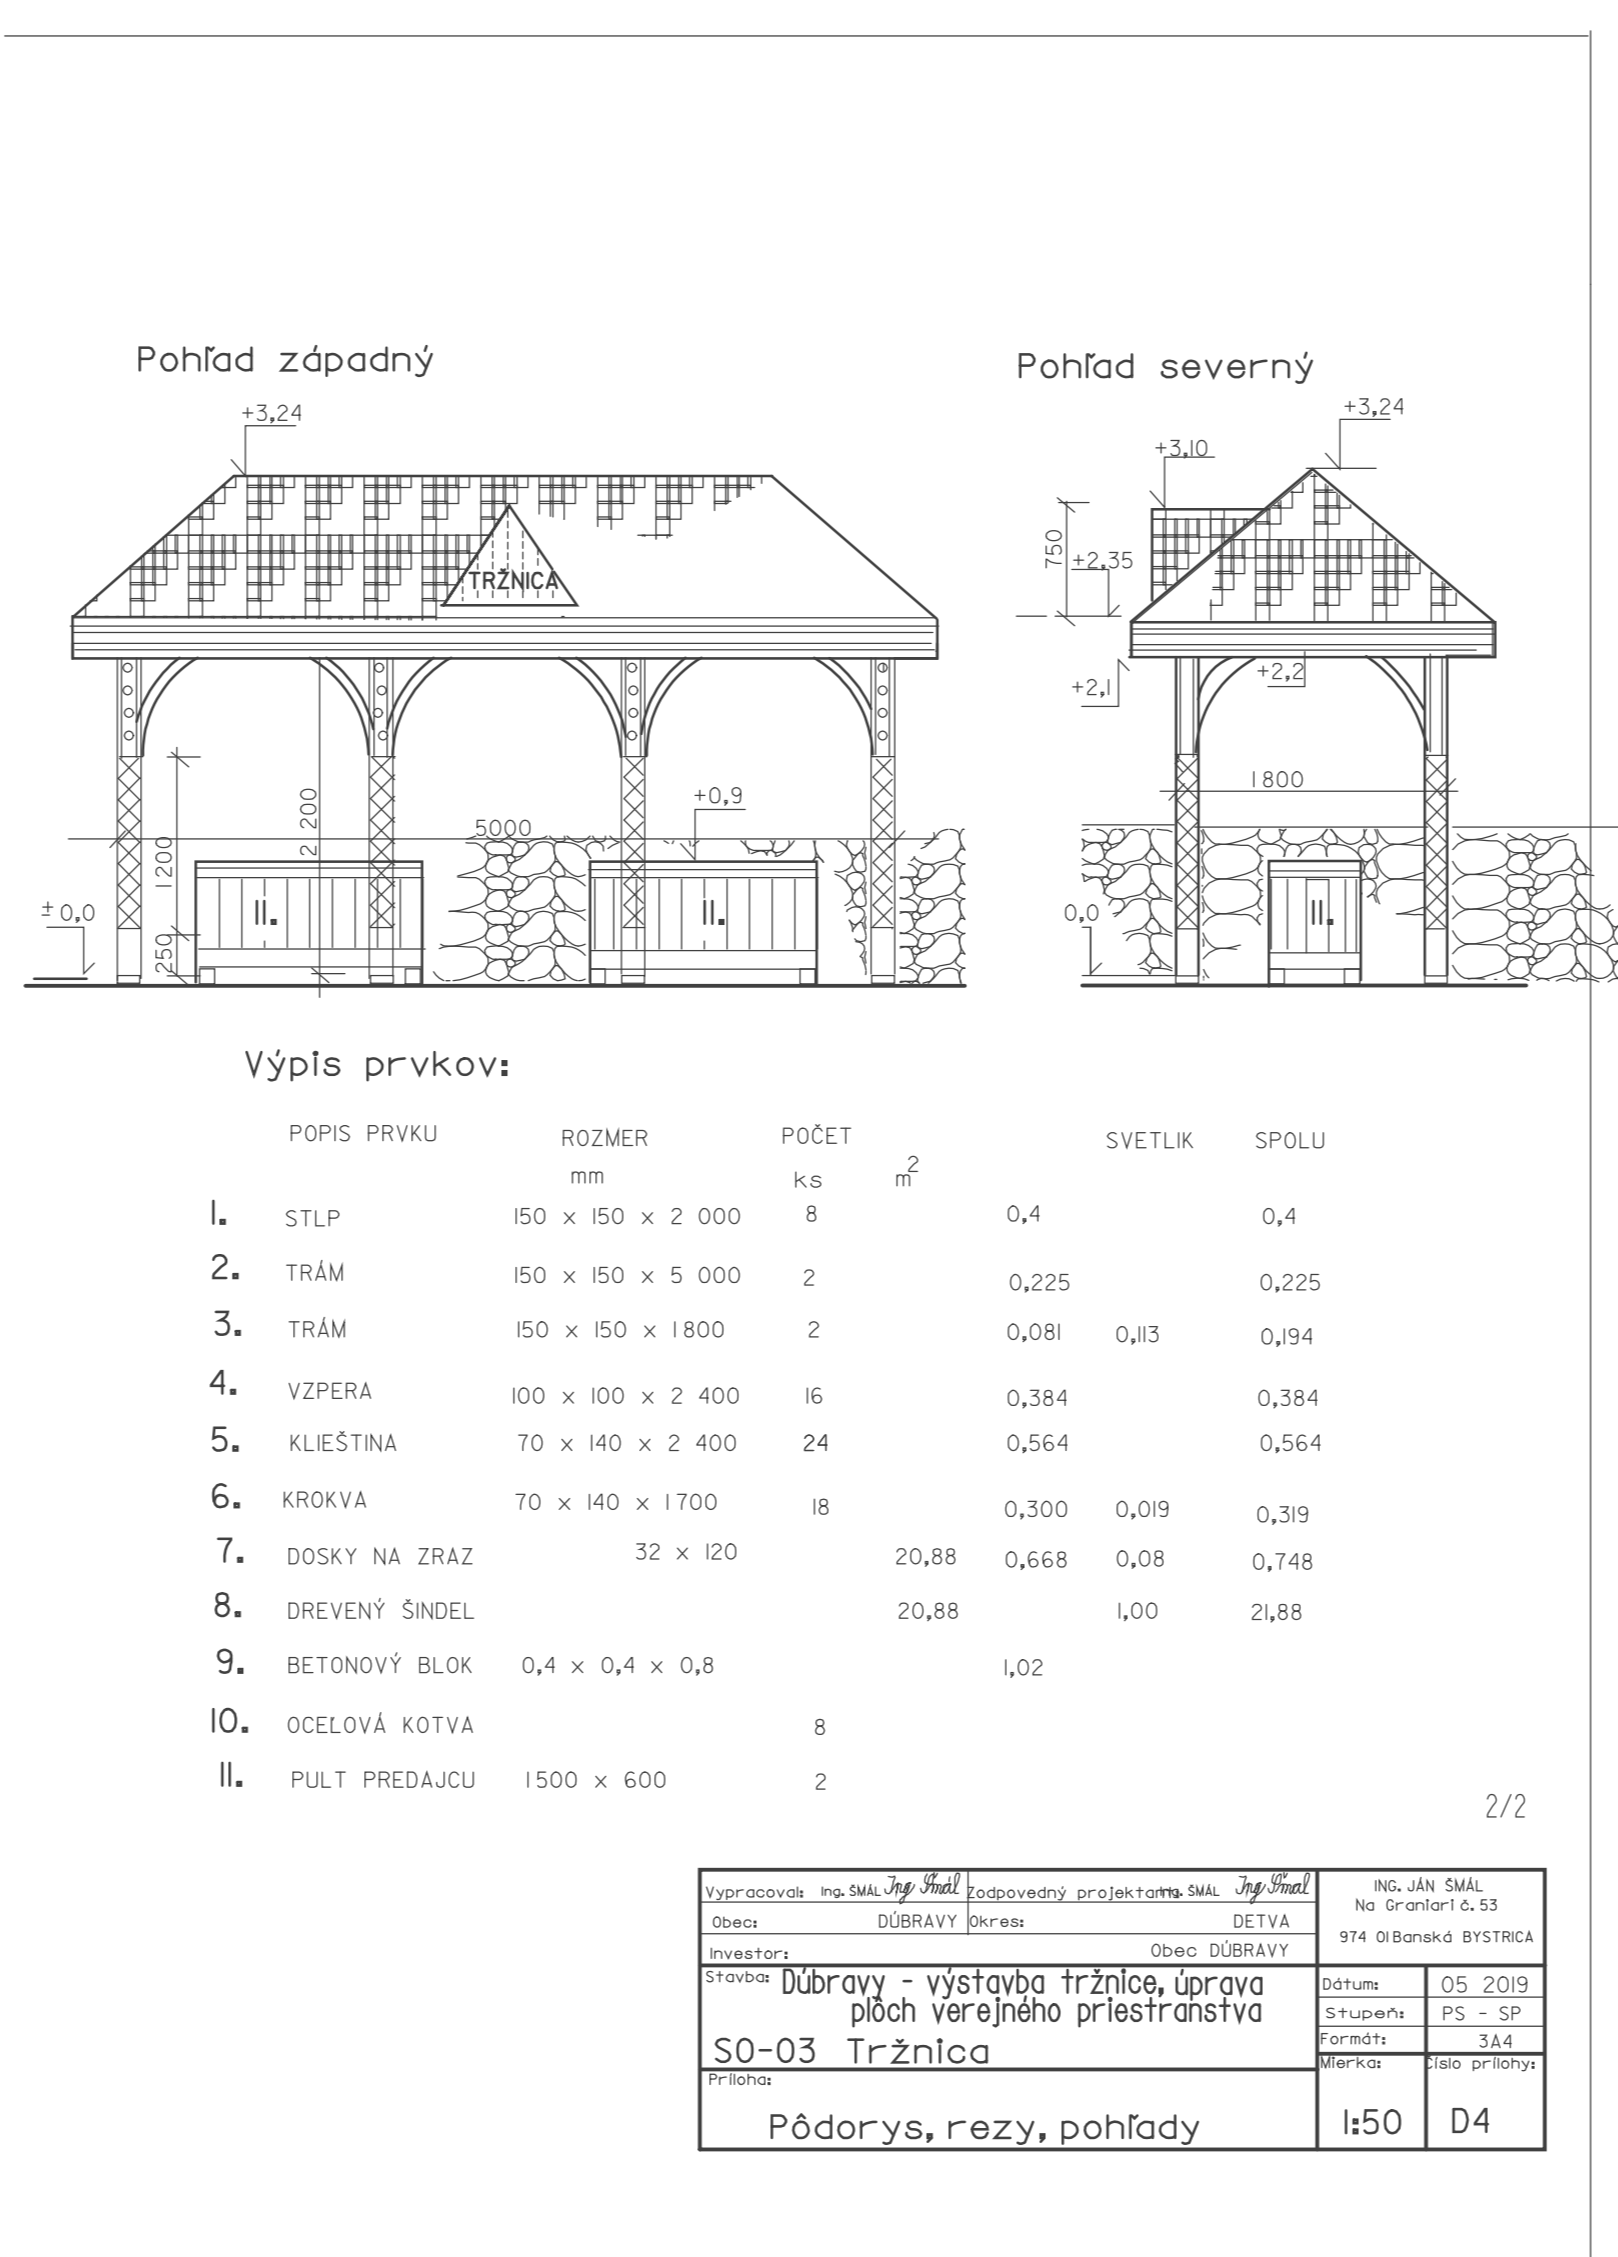 Pohľad západný
Pohľad severný
+3,24
+3,24
+3,10
750
+2,35
TRŽNICA
+2,1
+2,2
1200
2 200
5000
+0,9
1800
± 0,0
250
II.
II.
0,0
II.
Výpis prvkov:
POPIS PRVKU ROZMER POČET SVETLIK SPOLU
mm ks m2
1. STLP 150 x 150 x 2 000 8 0,4 0,4
2. TRÁM 150 x 150 x 5 000 2 0,225 0,225
3. TRÁM 150 x 150 x 1800 2 0,081 0,113 0,194
4. VZPERA 100 x 100 x 2 400 16 0,384 0,384
5. KLIEŠTINA 70 x 140 x 2 400 24 0,564 0,564
6. KROKVA 70 x 140 x 1700 18 0,300 0,019 0,319
7. DOSKY NA ZRAZ 32 x 120 20,88 0,668 0,08 0,748
8. DREVENÝ ŠINDEL 20,88 1,00 21,88
9. BETONOVÝ BLOK 0,4 x 0,4 x 0,8 1,02
10. OCEĽOVÁ KOTVA 8
11. PULT PREDAJCU 1500 x 600 2
2/2
Vypracoval: Ing. ŠMÁL Ing Šmál Zodpovedný projektant: Ing. ŠMÁL Ing Šmál
ING. JÁN ŠMÁL
Na Graniari č. 53
974 01 Banská BYSTRICA
Obec: DÚBRAVY Okres: DETVA
Investor: Obec DÚBRAVY
Stavba: Dúbravy - výstavba tržnice, úprava
plôch verejného priestranstva
SO-03 Tržnica
Dátum: 05 2019
Stupeň: PS - SP
Formát: 3A4
Mierka: Číslo prílohy:
1:50 D4
Príloha:
Pôdorys, rezy, pohľady